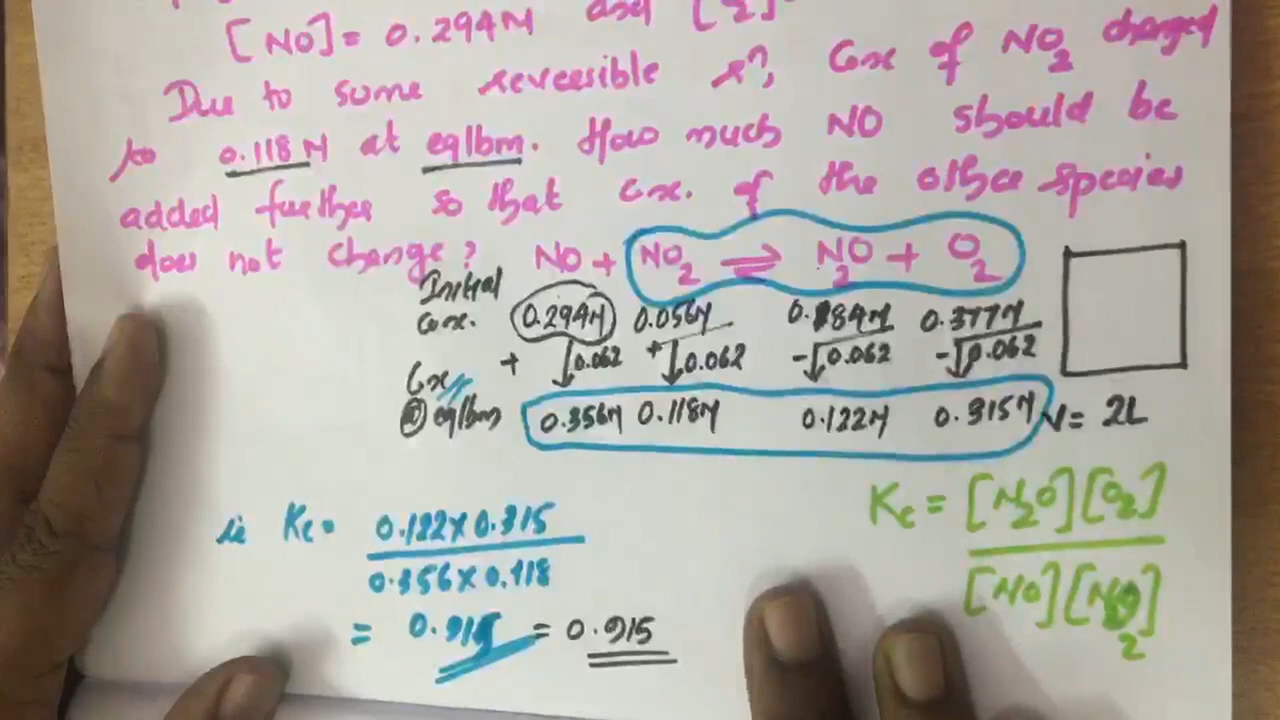 [NO] = 0.294M and [O2]
Due to some reversible rn, Conc of NO2 changed
to 0.118M at eqlbm. How much NO should be
added further so that conc. of the other species
does not change? NO + NO2 ⇌ N2O + O2
Initial
conc. 0.294M 0.056M 0.184M 0.377M
+ ↓0.062 + ↓0.062 -↓0.062 -↓0.062
Conc
@ eqlbm 0.356M 0.118M 0.122M 0.315M V = 2L
Kc = [N2O][O2]
[NO][NO2]
is Kc = 0.122 x 0.315
0.356 x 0.118
= 0.915 = 0.915